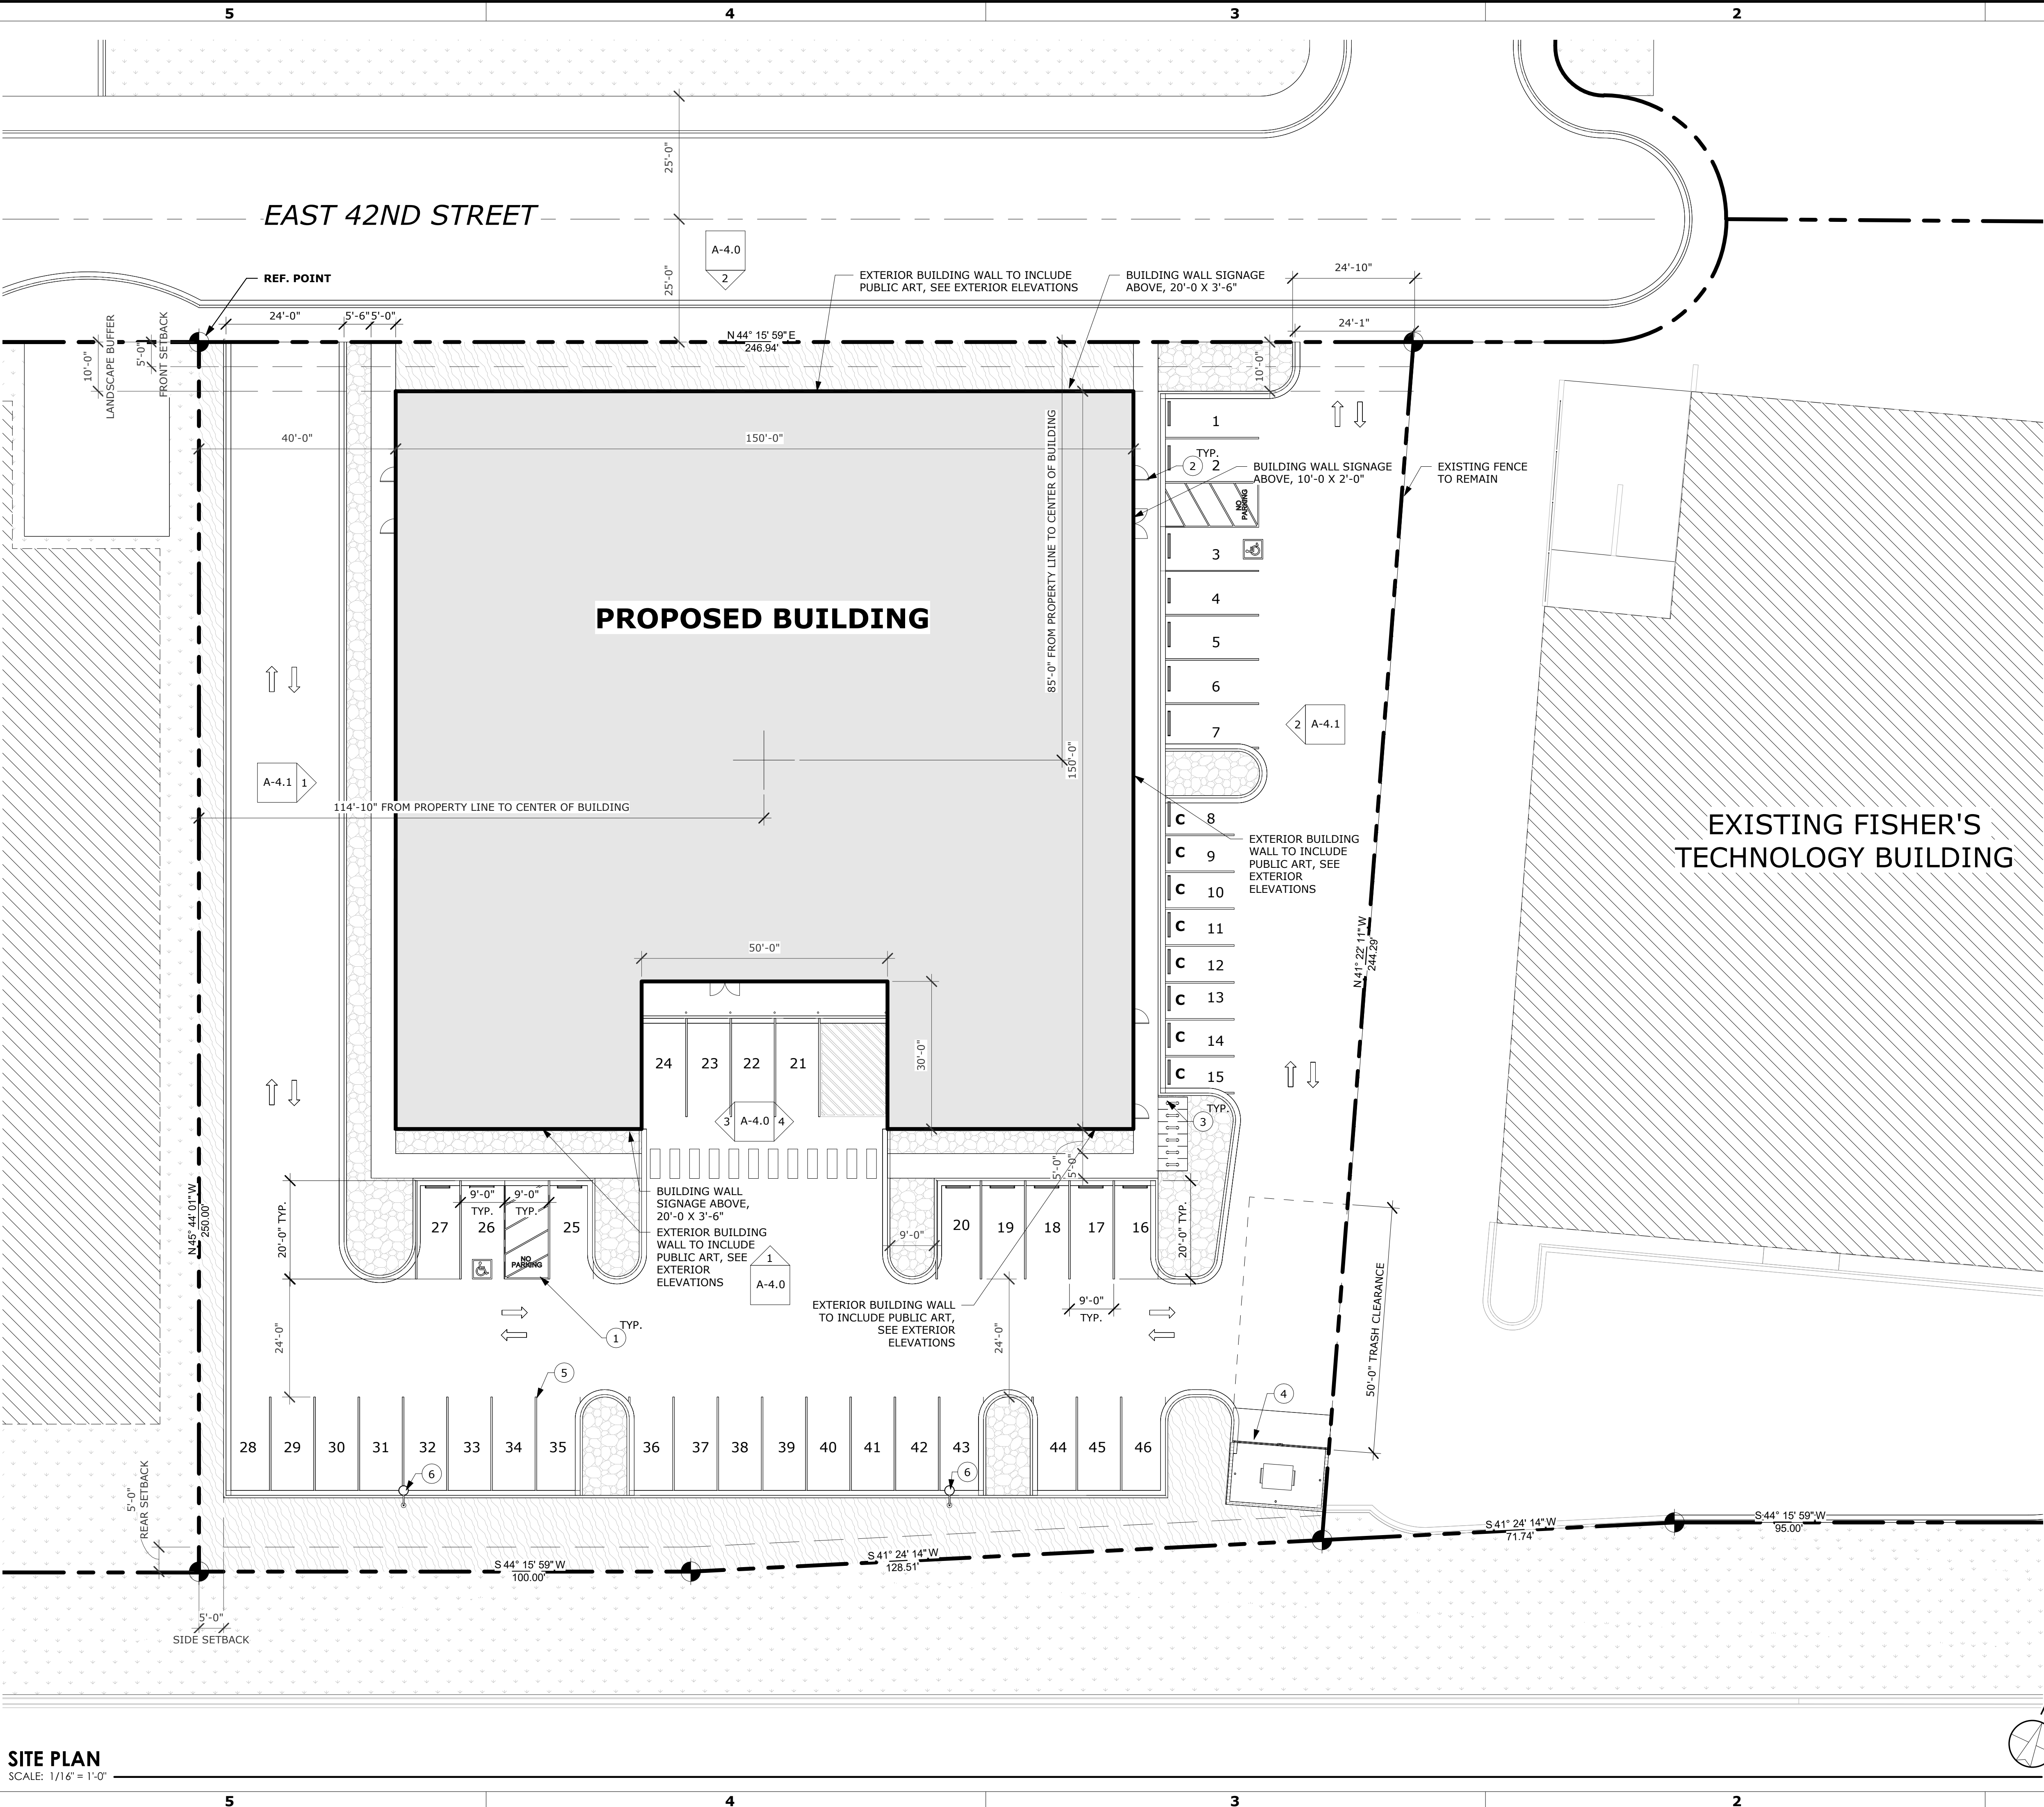 5
4
3
2
EAST 42ND STREET
25'-0"
25'-0"
A-4.0
2
REF. POINT
EXTERIOR BUILDING WALL TO INCLUDE
PUBLIC ART, SEE EXTERIOR ELEVATIONS
BUILDING WALL SIGNAGE
ABOVE, 20'-0 X 3'-6"
24'-10"
24'-0"
5'-6"
5'-0"
24'-1"
N 44° 15' 59" E
246.94'
10'-0"
LANDSCAPE BUFFER
5'-0"
FRONT SETBACK
10'-0"
40'-0"
150'-0"
85'-0" FROM PROPERTY LINE TO CENTER OF BUILDING
150'-0"
1
TYP.
2
2
BUILDING WALL SIGNAGE
ABOVE, 10'-0 X 2'-0"
EXISTING FENCE
TO REMAIN
NO
PARKING
3
4
5
6
7
PROPOSED BUILDING
2
A-4.1
A-4.1
1
114'-10" FROM PROPERTY LINE TO CENTER OF BUILDING
C 8
C 9
C 10
C 11
C 12
C 13
C 14
C 15
EXTERIOR BUILDING
WALL TO INCLUDE
PUBLIC ART, SEE
EXTERIOR
ELEVATIONS
EXISTING FISHER'S
TECHNOLOGY BUILDING
N 41° 22' 11" W
244.29'
50'-0"
30'-0"
24
23
22
21
3
A-4.0
4
TYP.
3
5'-0"
5'-0"
N 45° 44' 01" W
250.00'
20'-0" TYP.
27
9'-0"
TYP.
26
9'-0"
TYP.
NO
PARKING
25
BUILDING WALL
SIGNAGE ABOVE,
20'-0 X 3'-6"
EXTERIOR BUILDING
WALL TO INCLUDE
PUBLIC ART, SEE
EXTERIOR
ELEVATIONS
1
A-4.0
9'-0"
20
19
18
17
16
20'-0" TYP.
9'-0"
TYP.
EXTERIOR BUILDING WALL
TO INCLUDE PUBLIC ART,
SEE EXTERIOR
ELEVATIONS
TYP.
1
24'-0"
24'-0"
50'-0" TRASH CLEARANCE
5
4
28
29
30
31
32
33
34
35
36
37
38
39
40
41
42
43
44
45
46
6
6
5'-0"
REAR SETBACK
S 44° 15' 59" W
100.00'
S 41° 24' 14" W
128.51'
S 41° 24' 14" W
71.74'
S 44° 15' 59" W
95.00'
5'-0"
SIDE SETBACK
SITE PLAN
SCALE: 1/16" = 1'-0"
5
4
3
2